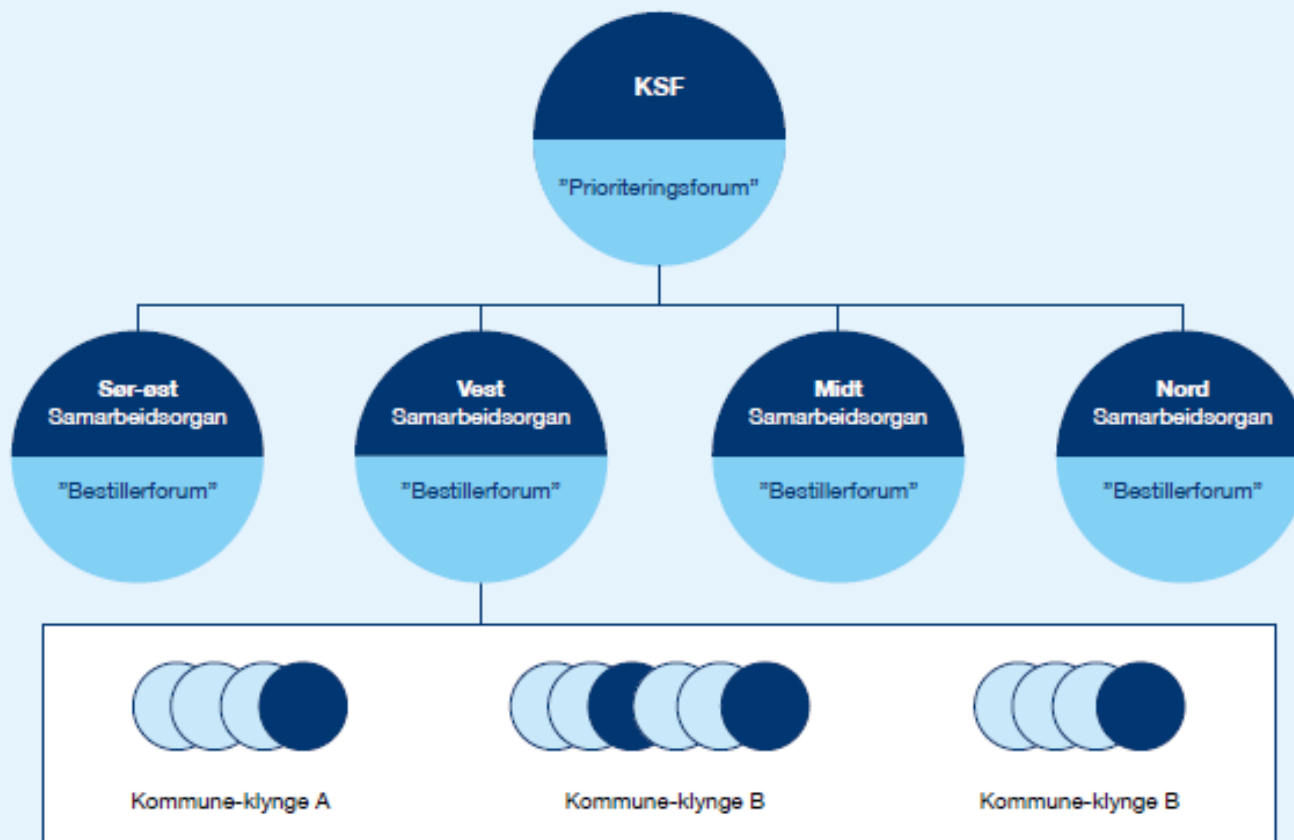 KSF
”Prioriteringsforum”
Sør-øst
Samarbeidsorgan
”Bestillerforum”
Vest
Samarbeidsorgan
”Bestillerforum”
Midt
Samarbeidsorgan
”Bestillerforum”
Nord
Samarbeidsorgan
”Bestillerforum”
Kommune-klynge A
Kommune-klynge B
Kommune-klynge B